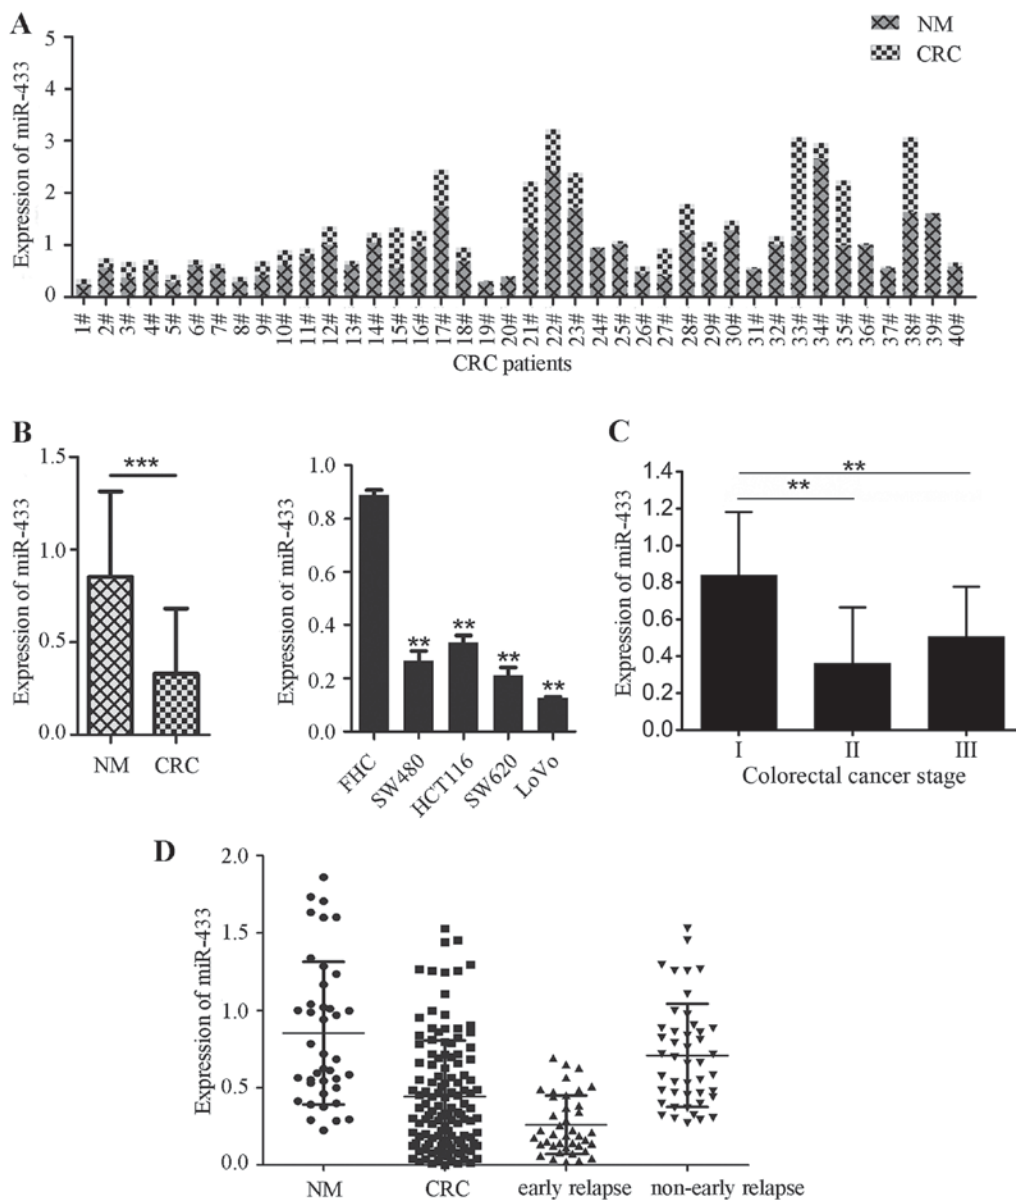 A
NM
CRC
Expression of miR-433
5
4
3
2
1
0
1# 2# 3# 4# 5# 6# 7# 8# 9# 10# 11# 12# 13# 14# 15# 16# 17# 18# 19# 20# 21# 22# 23# 24# 25# 26# 27# 28# 29# 30# 31# 32# 33# 34# 35# 36# 37# 38# 39# 40#
CRC patients
B
Expression of miR-433
1.5
1.0
0.5
0.0
***
NM CRC
Expression of miR-433
1.0
0.8
0.6
0.4
0.2
0.0
** ** ** **
FHC SW480 HCT116 SW620 LoVo
C
Expression of miR-433
1.4
1.2
1.0
0.8
0.6
0.4
0.2
0.0
**
**
I II III
Colorectal cancer stage
D
Expression of miR-433
2.0
1.5
1.0
0.5
0.0
NM CRC early relapse non-early relapse